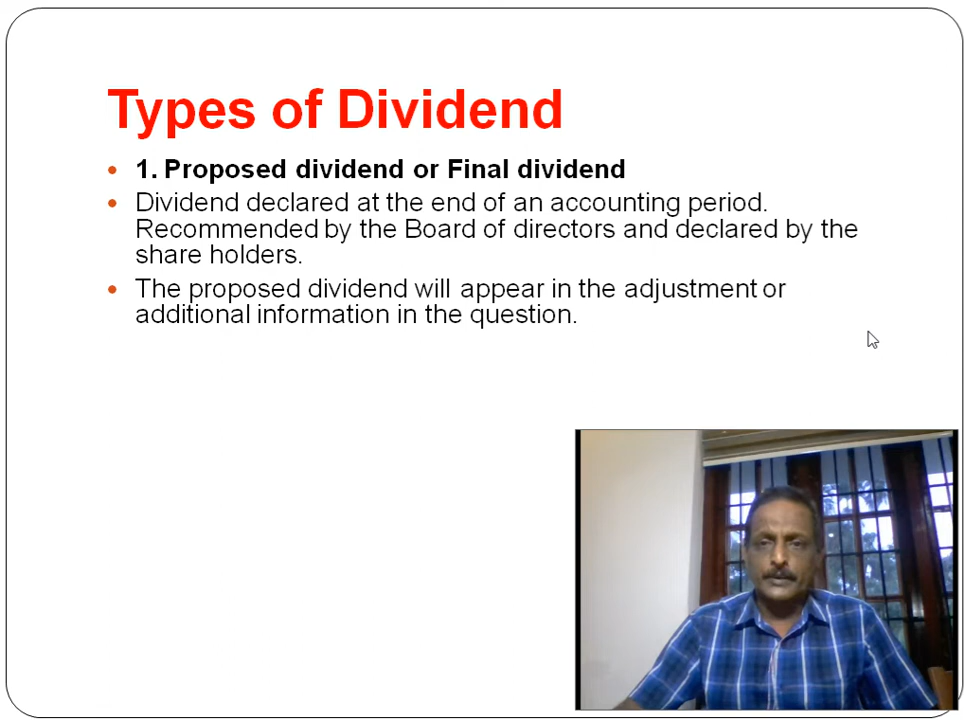 Types of Dividend
1. Proposed dividend or Final dividend
Dividend declared at the end of an accounting period.
Recommended by the Board of directors and declared by the
share holders.
The proposed dividend will appear in the adjustment or
additional information in the question.